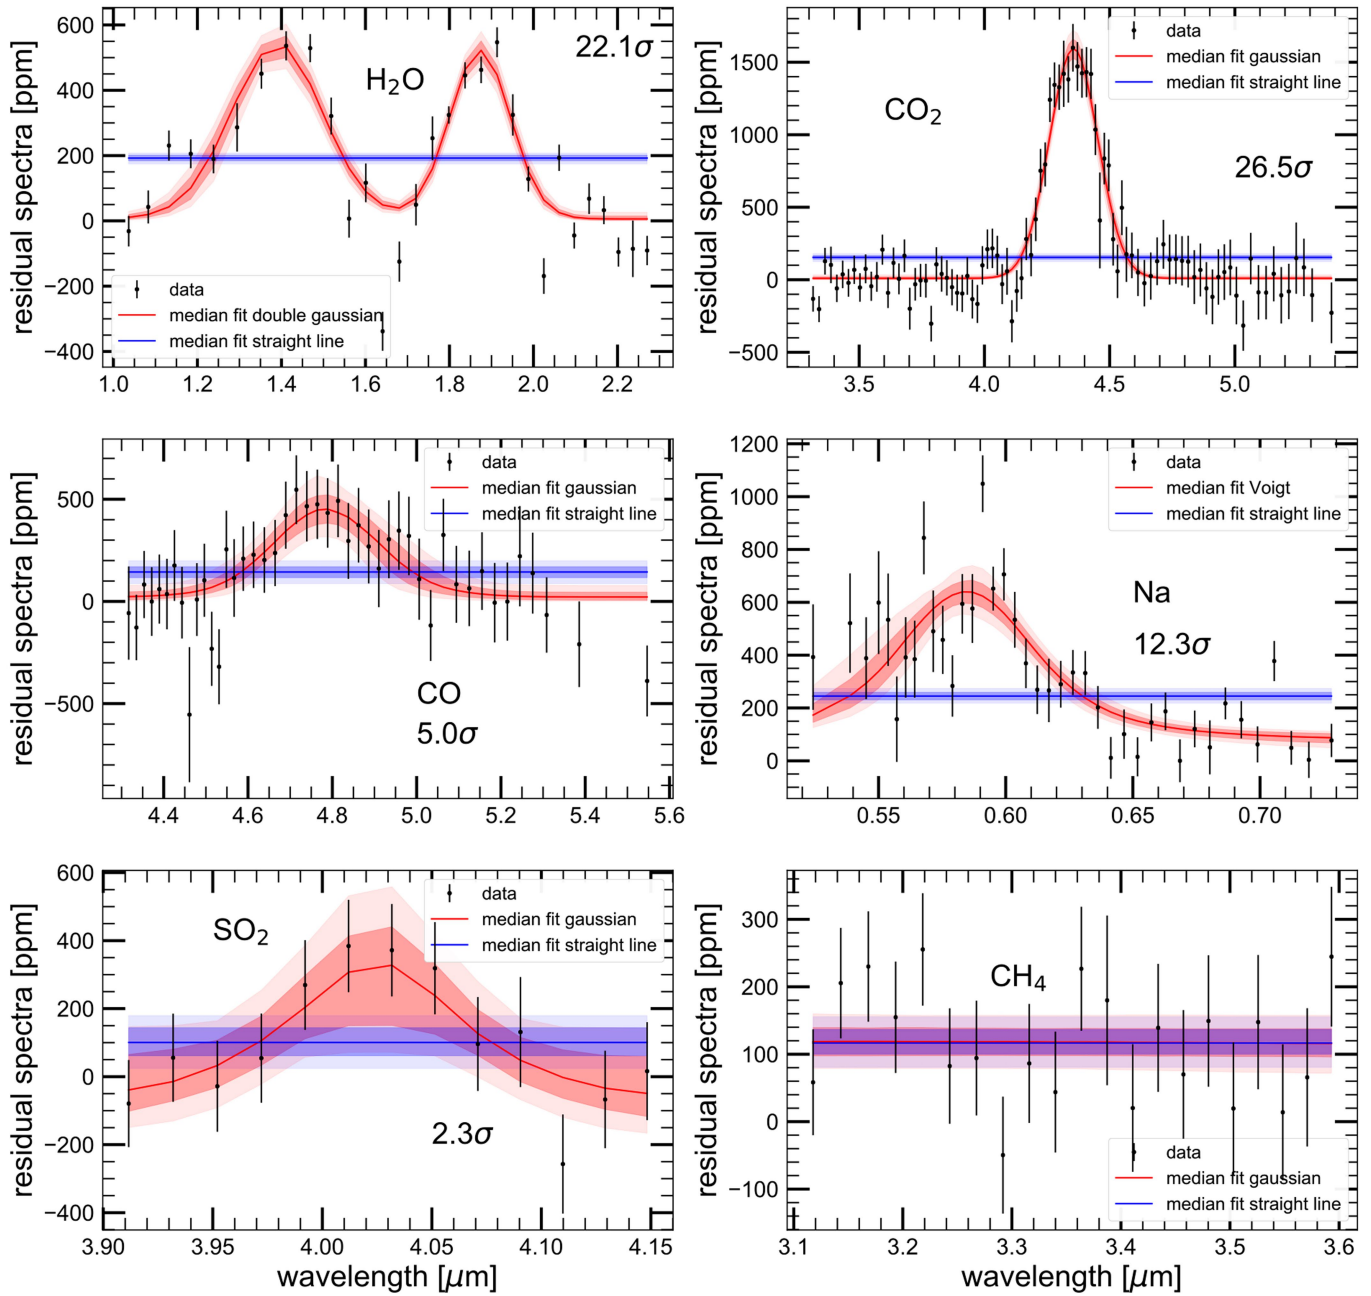 600
400
200
0
−200
−400
residual spectra [ppm]
H2O
22.1σ
data
median fit double gaussian
median fit straight line
1.0 1.2 1.4 1.6 1.8 2.0 2.2
1500
1000
500
0
−500
residual spectra [ppm]
data
median fit gaussian
median fit straight line
CO2
26.5σ
3.5 4.0 4.5 5.0
500
0
−500
residual spectra [ppm]
data
median fit gaussian
median fit straight line
CO
5.0σ
4.4 4.6 4.8 5.0 5.2 5.4 5.6
1200
1000
800
600
400
200
0
residual spectra [ppm]
data
median fit Voigt
median fit straight line
Na
12.3σ
0.55 0.60 0.65 0.70
600
400
200
0
−200
−400
residual spectra [ppm]
SO2
data
median fit gaussian
median fit straight line
2.3σ
3.90 3.95 4.00 4.05 4.10 4.15
wavelength [μm]
300
200
100
0
−100
residual spectra [ppm]
CH4
data
median fit gaussian
median fit straight line
3.1 3.2 3.3 3.4 3.5 3.6
wavelength [μm]